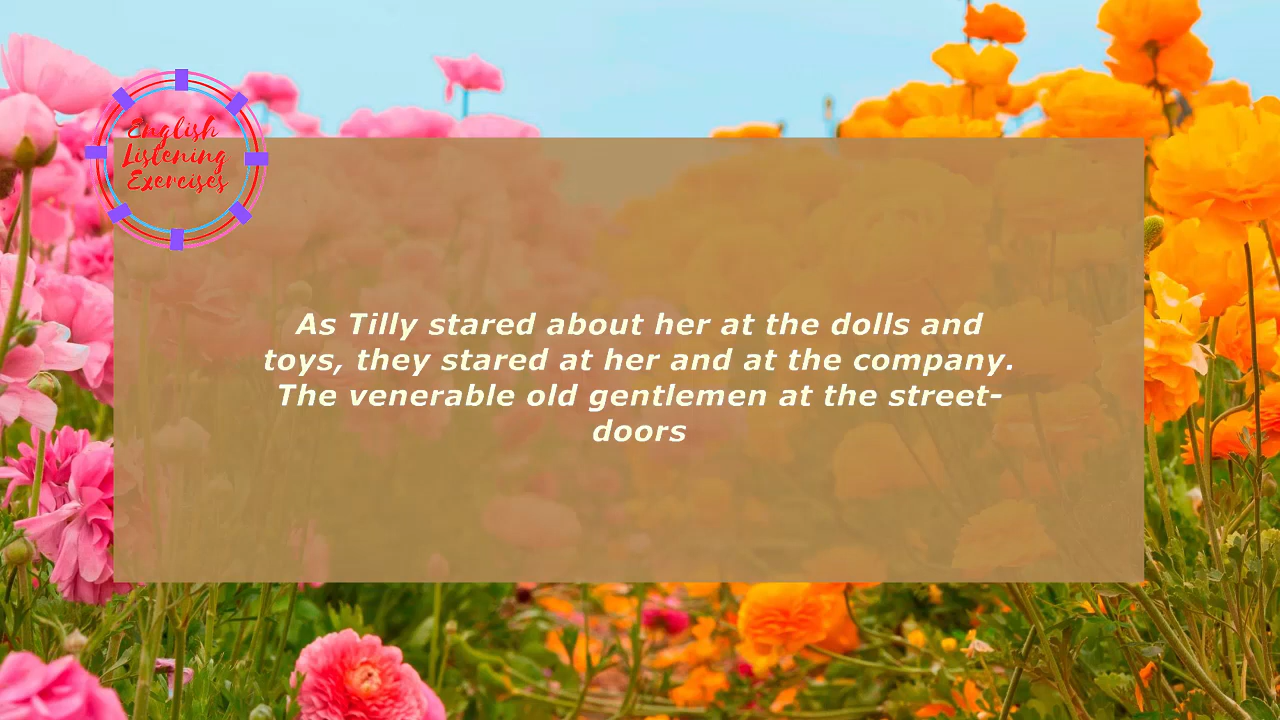 English
Listening
Exercises
As Tilly stared about her at the dolls and
toys, they stared at her and at the company.
The venerable old gentlemen at the street-
doors